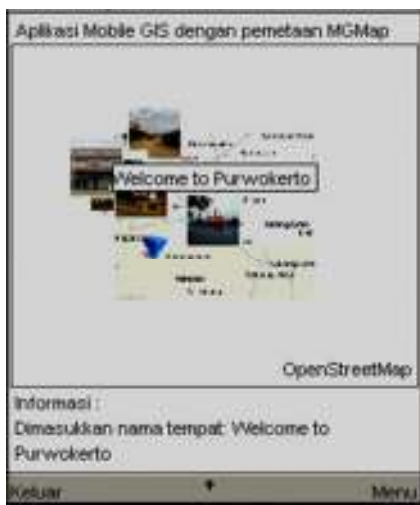 Aplikasi Mobile GIS dengan pemetaan MGMap
Welcome to Purwokerto
OpenStreetMap
Informasi :
Dimasukkan nama tempat: Welcome to
Purwokerto
Keluar
Menu